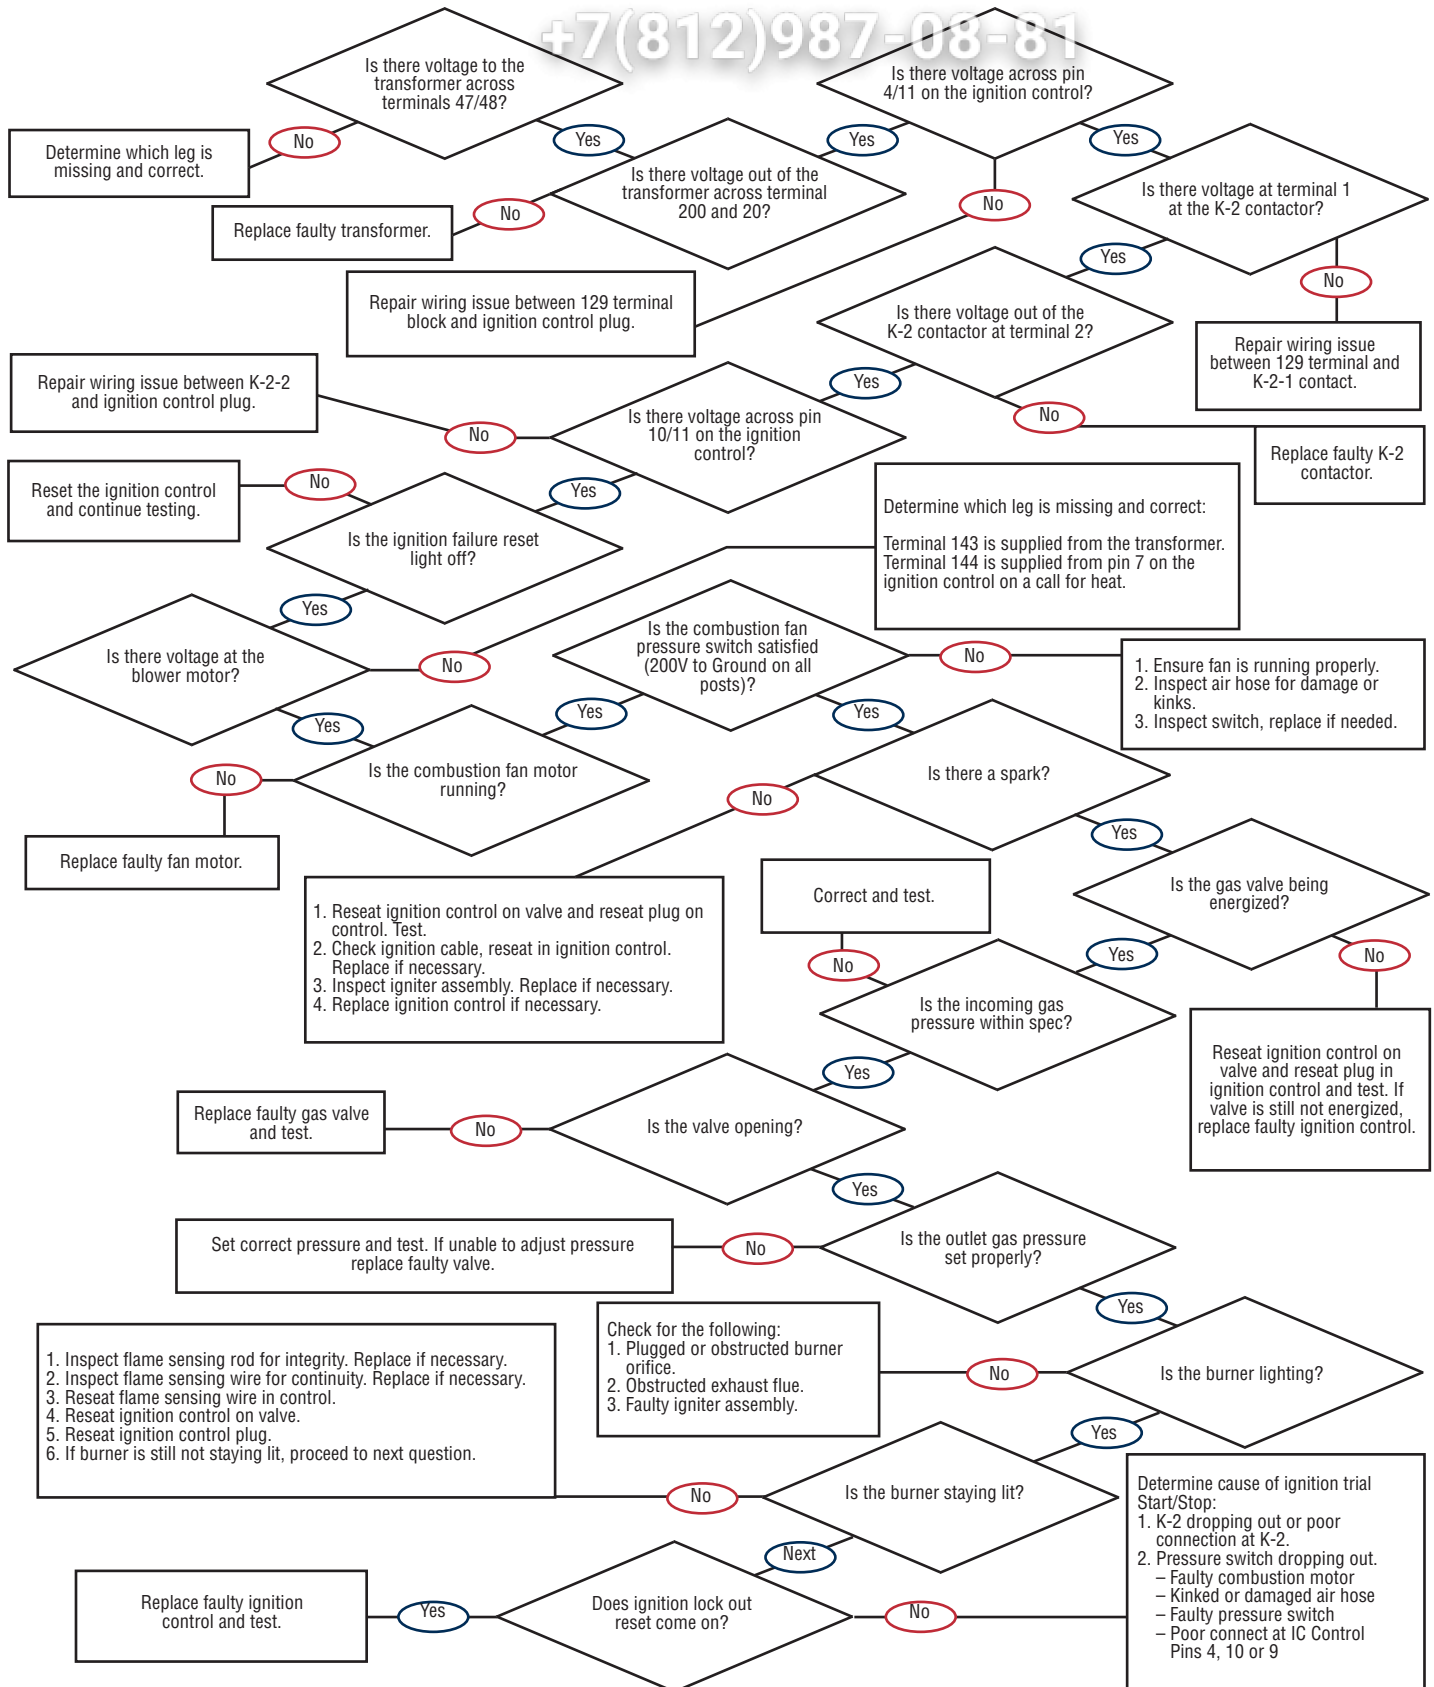 +7(812)987-08-81
Is there voltage to the
transformer across
terminals 47/48?
Is there voltage across pin
4/11 on the ignition control?
No
Yes
Yes
Yes
Determine which leg is
missing and correct.
Is there voltage out of the
transformer across terminal
200 and 20?
Is there voltage at terminal 1
at the K-2 contactor?
No
No
Replace faulty transformer.
Yes
No
Repair wiring issue between 129 terminal
block and ignition control plug.
Is there voltage out of the
K-2 contactor at terminal 2?
Repair wiring issue
between 129 terminal and
K-2-1 contact.
Repair wiring issue between K-2-2
and ignition control plug.
Yes
No
Is there voltage across pin
10/11 on the ignition
control?
No
Replace faulty K-2
contactor.
No
Yes
Reset the ignition control
and continue testing.
Is the ignition failure reset
light off?
Determine which leg is missing and correct:
Terminal 143 is supplied from the transformer.
Terminal 144 is supplied from pin 7 on the
ignition control on a call for heat.
Yes
Is there voltage at the
blower motor?
No
Is the combustion fan
pressure switch satisfied
(200V to Ground on all
posts)?
No
1. Ensure fan is running properly.
2. Inspect air hose for damage or
kinks.
3. Inspect switch, replace if needed.
Yes
Yes
Yes
No
Is the combustion fan motor
running?
Is there a spark?
No
Yes
Replace faulty fan motor.
Correct and test.
Is the gas valve being
energized?
1. Reseat ignition control on valve and reseat plug on
control. Test.
2. Check ignition cable, reseat in ignition control.
Replace if necessary.
3. Inspect igniter assembly. Replace if necessary.
4. Replace ignition control if necessary.
No
Yes
No
Is the incoming gas
pressure within spec?
Reseat ignition control on
valve and reseat plug in
ignition control and test. If
valve is still not energized,
replace faulty ignition control.
Yes
Replace faulty gas valve
and test.
No
Is the valve opening?
Yes
Set correct pressure and test. If unable to adjust pressure
replace faulty valve.
No
Is the outlet gas pressure
set properly?
Yes
Check for the following:
1. Plugged or obstructed burner
orifice.
2. Obstructed exhaust flue.
3. Faulty igniter assembly.
No
Is the burner lighting?
1. Inspect flame sensing rod for integrity. Replace if necessary.
2. Inspect flame sensing wire for continuity. Replace if necessary.
3. Reseat flame sensing wire in control.
4. Reseat ignition control on valve.
5. Reseat ignition control plug.
6. If burner is still not staying lit, proceed to next question.
Yes
No
Is the burner staying lit?
Determine cause of ignition trial
Start/Stop:
1. K-2 dropping out or poor
connection at K-2.
2. Pressure switch dropping out.
– Faulty combustion motor
– Kinked or damaged air hose
– Faulty pressure switch
– Poor connect at IC Control
Pins 4, 10 or 9
Next
Replace faulty ignition
control and test.
Yes
Does ignition lock out
reset come on?
No